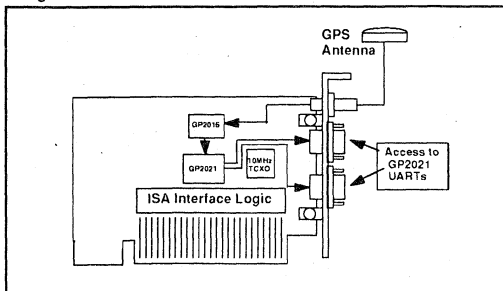 GPS
Antenna
GP2015
GP2021
10MHz
TCXO
Access to
GP2021
UARTs
ISA Interface Logic